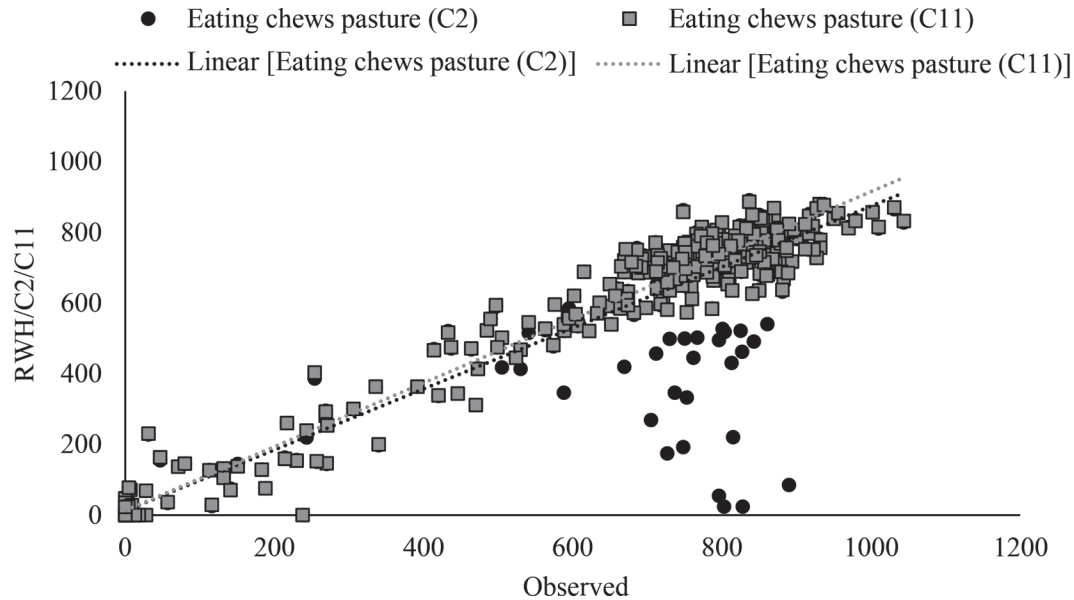 Eating chews pasture (C2) Eating chews pasture (C11)
Linear [Eating chews pasture (C2)] Linear [Eating chews pasture (C11)]
1200
1000
800
600
400
200
0
RWH/C2/C11
0 200 400 600 800 1000 1200
Observed